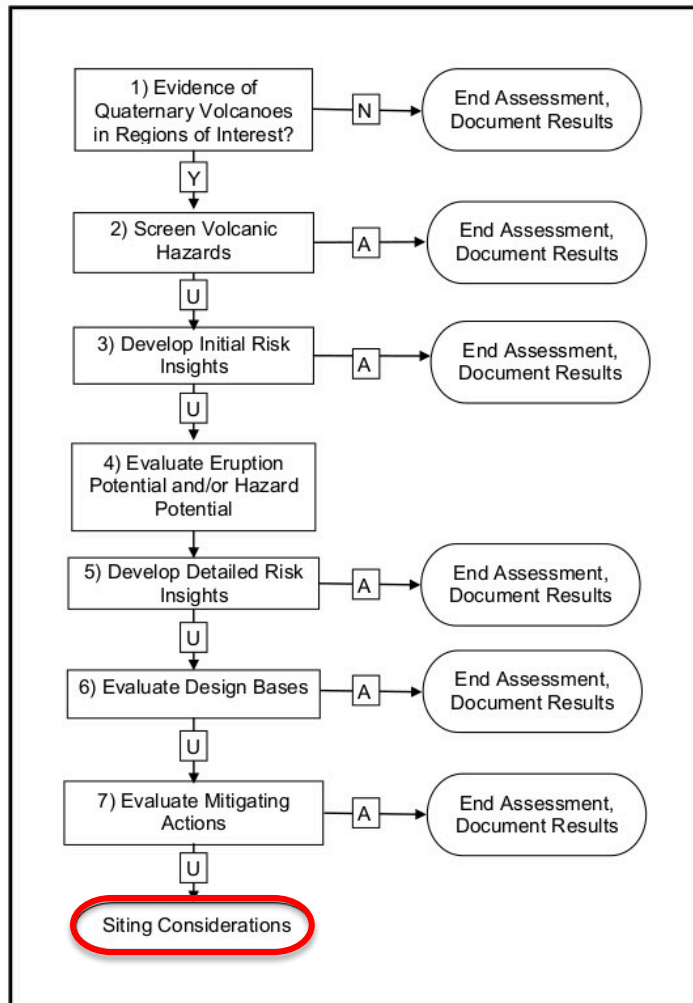 1) Evidence of
Quaternary Volcanoes
in Regions of Interest?
N
End Assessment,
Document Results
Y
2) Screen Volcanic
Hazards
A
End Assessment,
Document Results
U
3) Develop Initial Risk
Insights
A
End Assessment,
Document Results
U
4) Evaluate Eruption
Potential and/or Hazard
Potential
5) Develop Detailed Risk
Insights
A
End Assessment,
Document Results
U
6) Evaluate Design Bases
A
End Assessment,
Document Results
U
7) Evaluate Mitigating
Actions
A
End Assessment,
Document Results
U
Siting Considerations